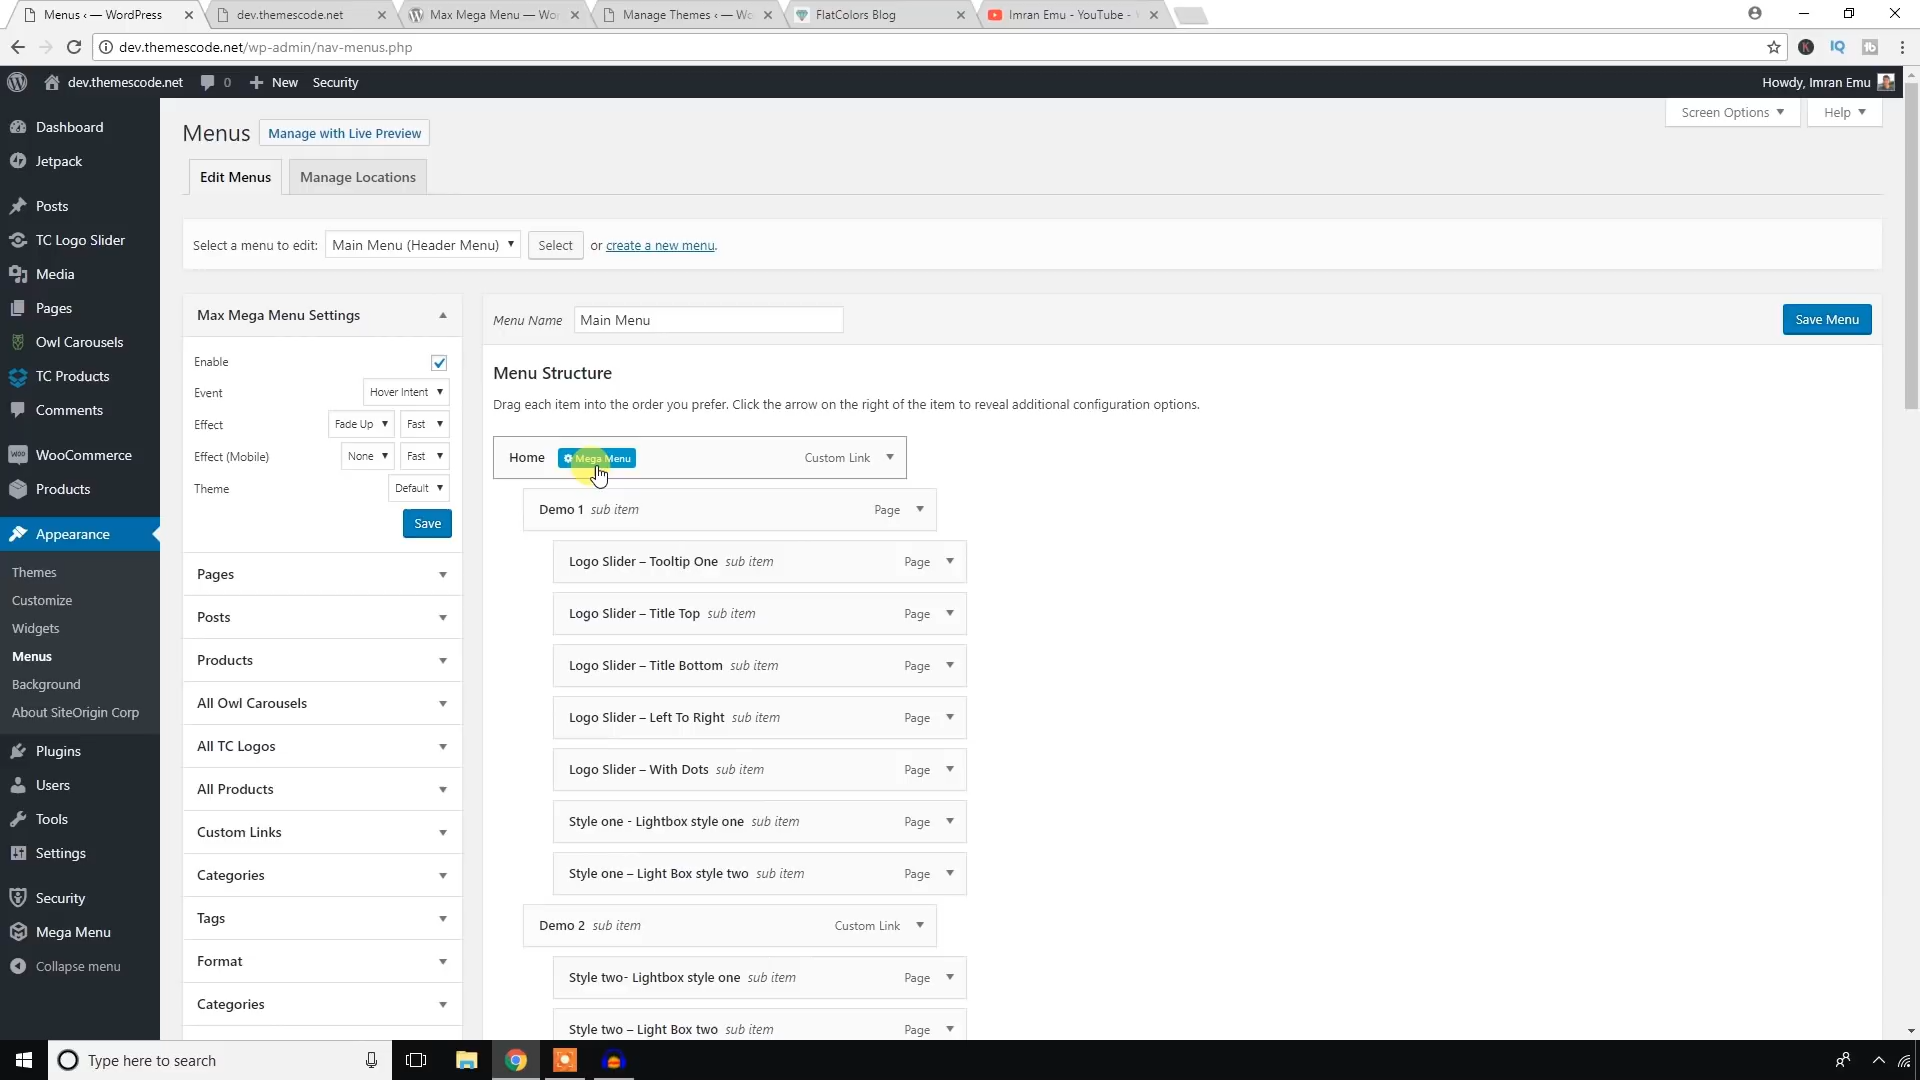 Menus ‹ — WordPress
dev.themescode.net
Max Mega Menu — Wor
Manage Themes ‹ — Wo
FlatColors Blog
Imran Emu - YouTube -
dev.themescode.net/wp-admin/nav-menus.php
K
IQ
tb
dev.themescode.net
0
New
Security
Howdy, Imran Emu
Dashboard
Jetpack
Posts
TC Logo Slider
Media
Pages
Owl Carousels
TC Products
Comments
WooCommerce
Products
Appearance
Themes
Customize
Widgets
Menus
Background
About SiteOrigin Corp
Plugins
Users
Tools
Settings
Security
Mega Menu
Collapse menu
Screen Options
Help
Menus
Manage with Live Preview
Edit Menus
Manage Locations
Select a menu to edit: Main Menu (Header Menu) Select or create a new menu.
Max Mega Menu Settings
Enable
Event Hover Intent
Effect Fade Up Fast
Effect (Mobile) None Fast
Theme Default
Save
Pages
Posts
Products
All Owl Carousels
All TC Logos
All Products
Custom Links
Categories
Tags
Format
Categories
Menu Name Main Menu
Save Menu
Menu Structure
Drag each item into the order you prefer. Click the arrow on the right of the item to reveal additional configuration options.
Home Mega Menu Custom Link
Demo 1 sub item Page
Logo Slider – Tooltip One sub item Page
Logo Slider – Title Top sub item Page
Logo Slider – Title Bottom sub item Page
Logo Slider – Left To Right sub item Page
Logo Slider – With Dots sub item Page
Style one - Lightbox style one sub item Page
Style one – Light Box style two sub item Page
Demo 2 sub item Custom Link
Style two- Lightbox style one sub item Page
Style two – Light Box two sub item Page
Type here to search